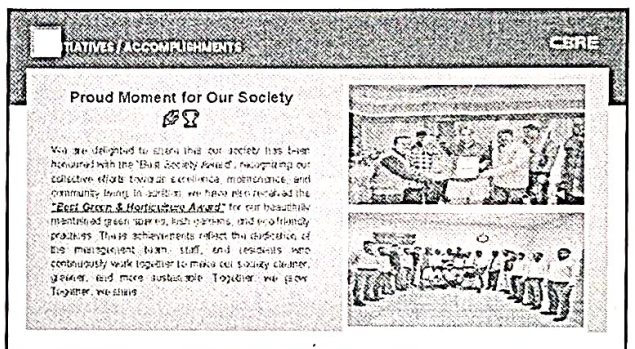 TIATIVES / ACCOMPLISHMENTS
CBRE
Proud Moment for Our Society
We are delighted to share that our society has been
honoured with the "Best Society Award", recognizing our
collective efforts towards excellence, maintenance, and
community living. In addition, we have also received the
"Best Green & Horticulture Award" for our beautifully
maintained green spaces, lush gardens, and eco-friendly
practices. These achievements reflect the dedication of
the management team, staff, and residents who
continuously work together to make our society cleaner,
greener, and more sustainable. Together, we grow.
Together, we shine.